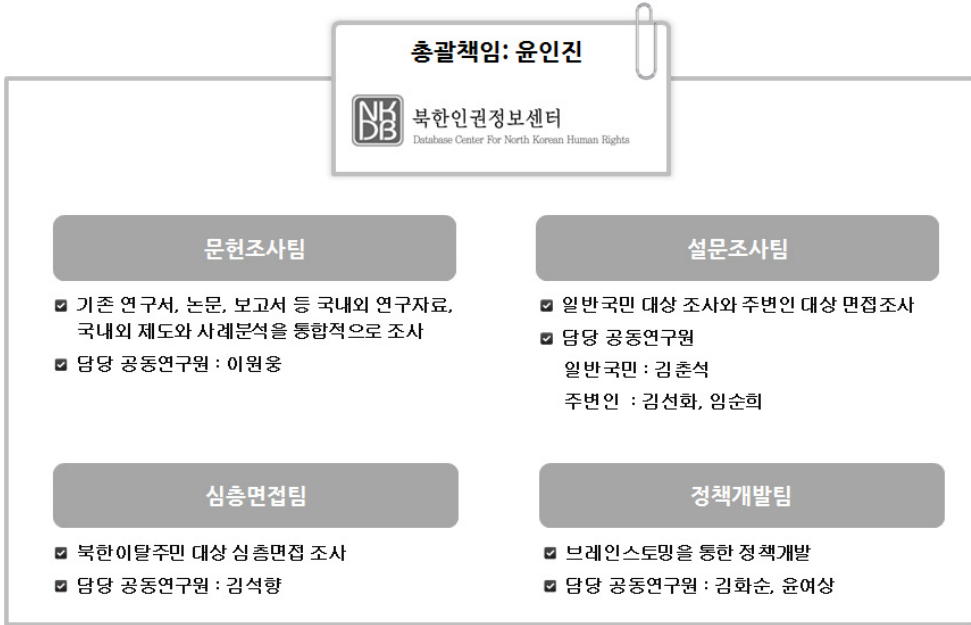 총괄책임: 윤인진
NKDB
북한인권정보센터
Database Center For North Korean Human Rights
문헌조사팀
기존 연구서, 논문, 보고서 등 국내외 연구자료,
국내외 제도와 사례분석을 통합적으로 조사
담당 공동연구원 : 이원웅
설문조사팀
일반국민 대상 조사와 주변인 대상 면접조사
담당 공동연구원
일반국민 : 김춘석
주변인 : 김선화, 임순희
심층면접팀
북한이탈주민 대상 심층면접 조사
담당 공동연구원 : 김석향
정책개발팀
브레인스토밍을 통한 정책개발
담당 공동연구원 : 김화순, 윤여상